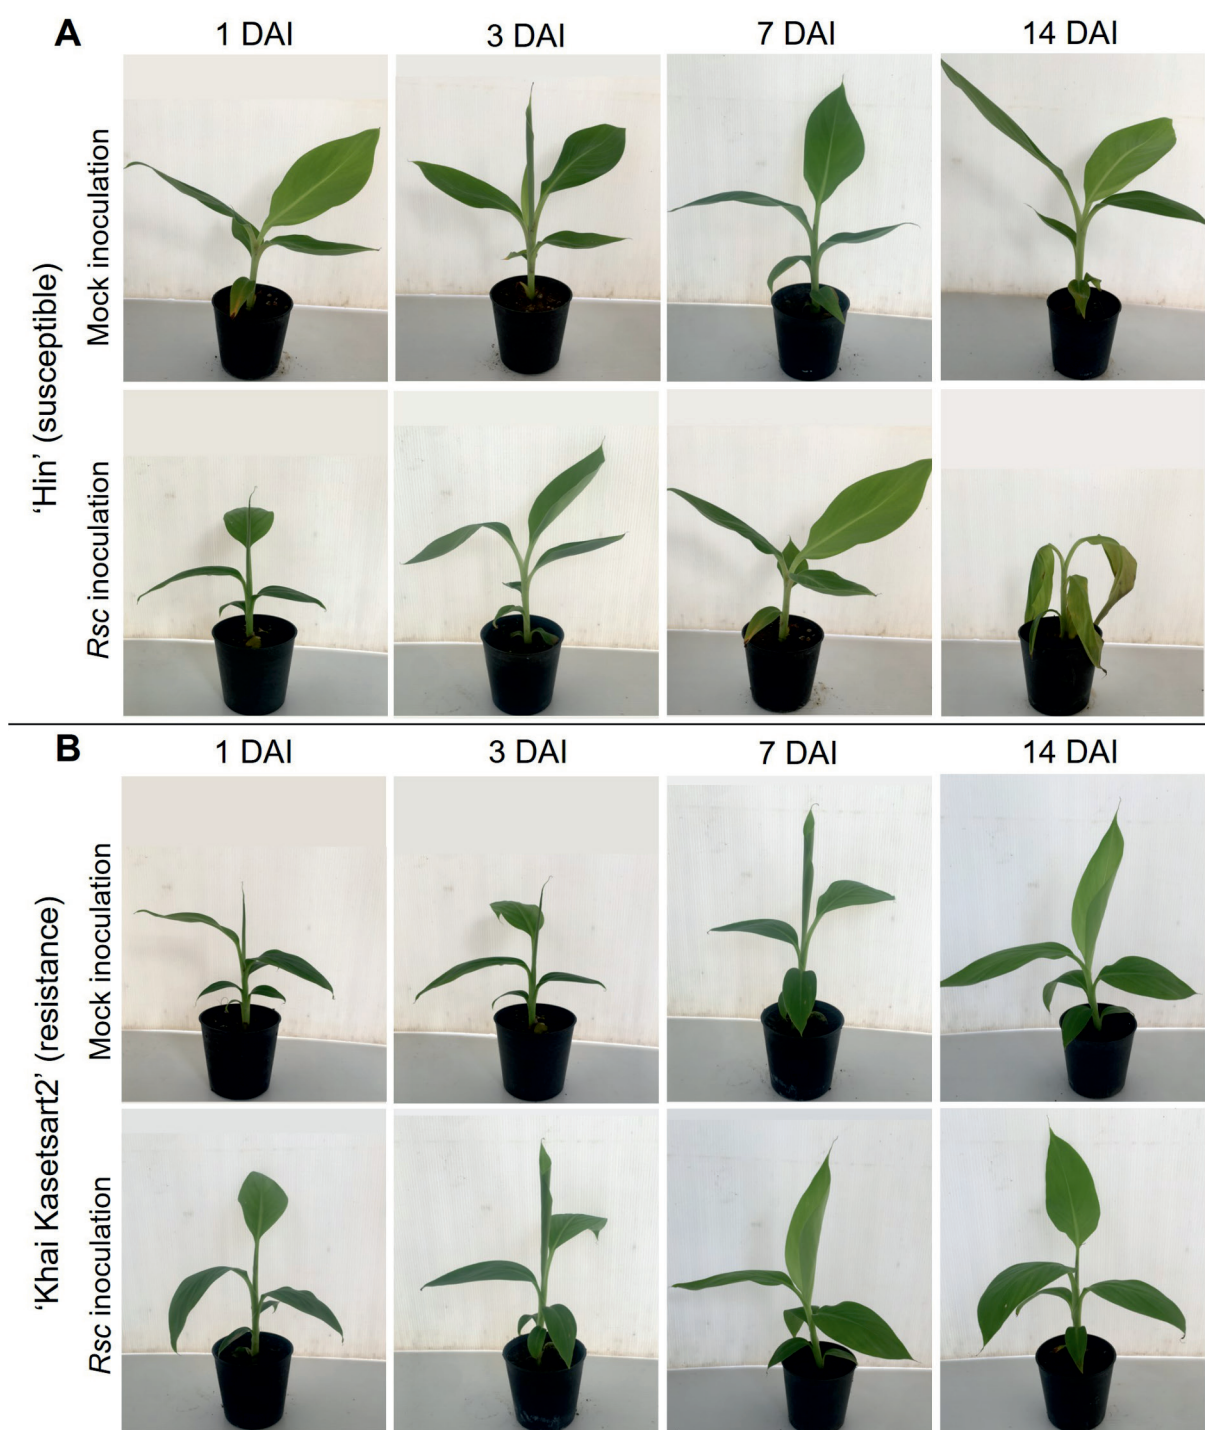 A
1 DAI
3 DAI
7 DAI
14 DAI
‘Hin’ (susceptible)
Mock inoculation
Rsc inoculation
B
1 DAI
3 DAI
7 DAI
14 DAI
‘Khai Kasetsart2’ (resistance)
Mock inoculation
Rsc inoculation